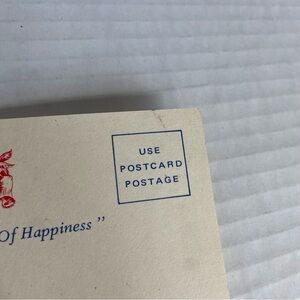 USE
POSTCARD
POSTAGE
Of Happiness ”